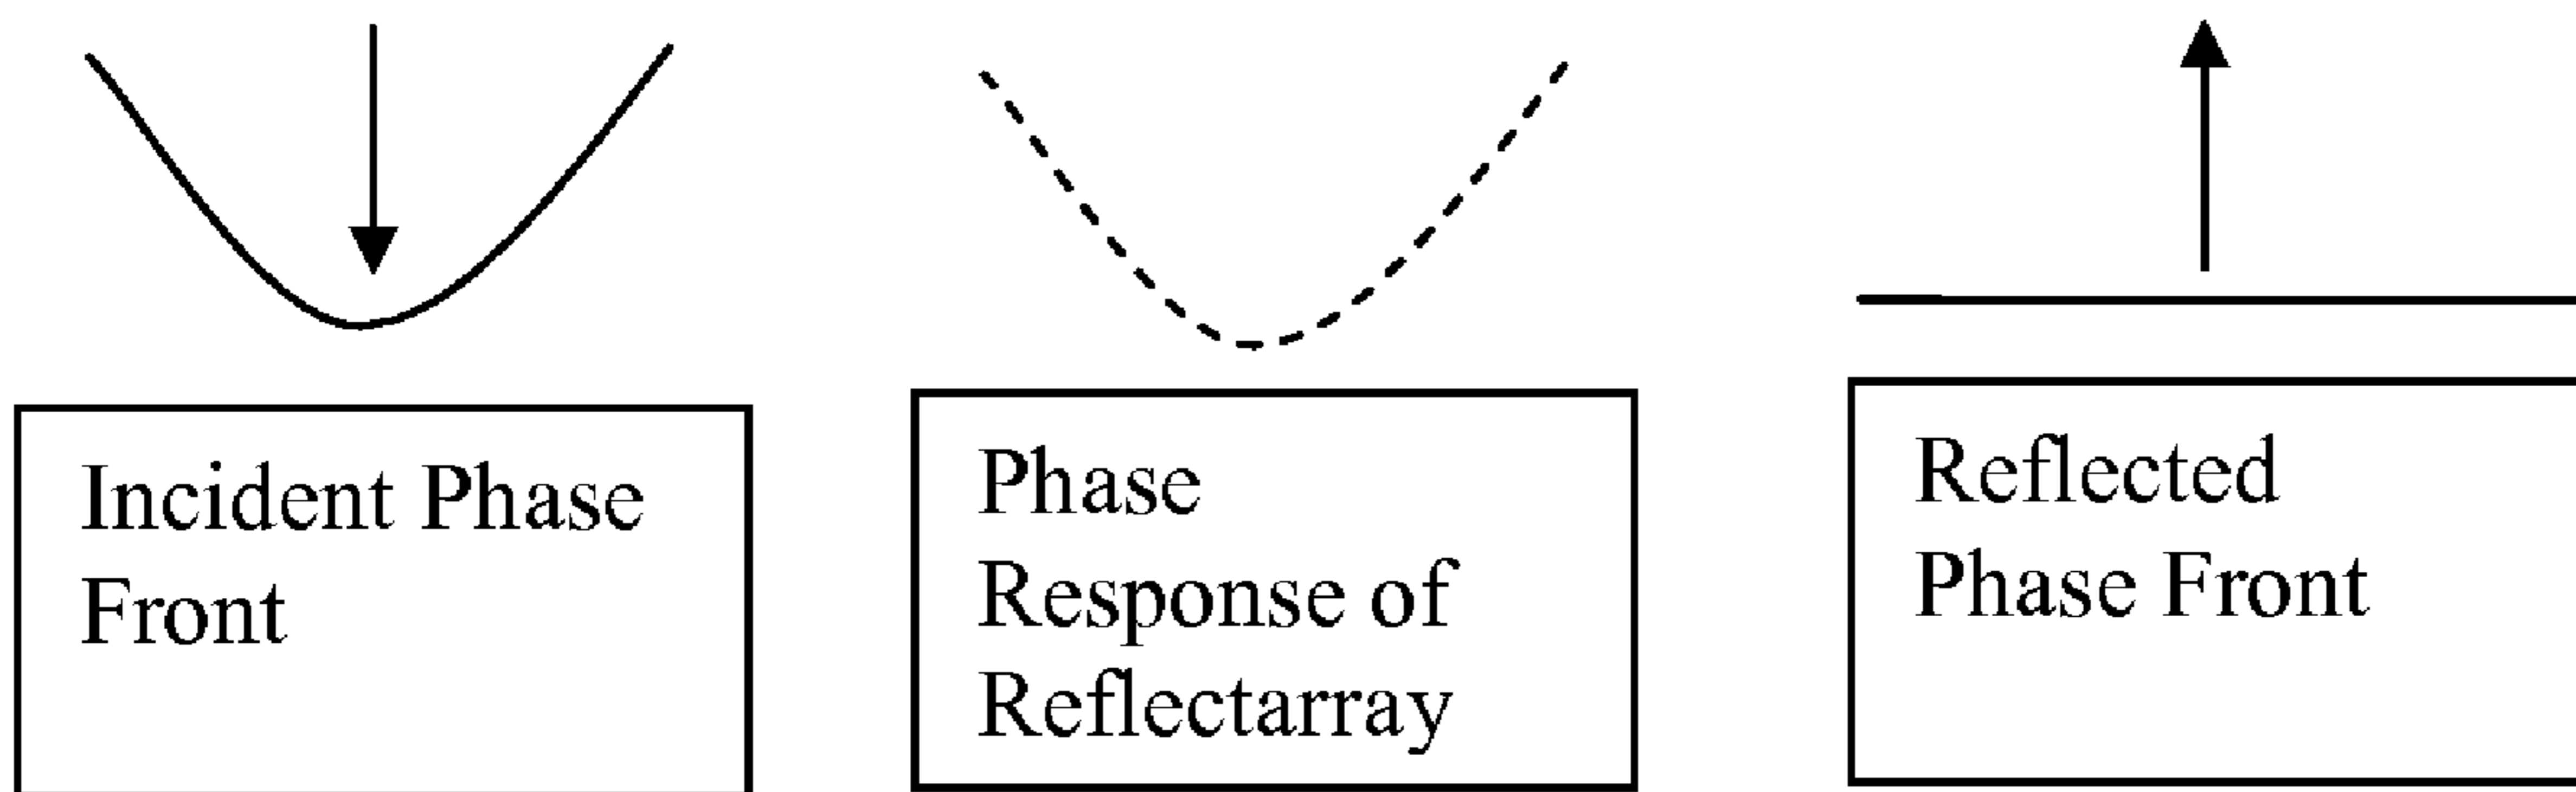 Incident Phase
Front
Phase
Response of
Reflectarray
Reflected
Phase Front